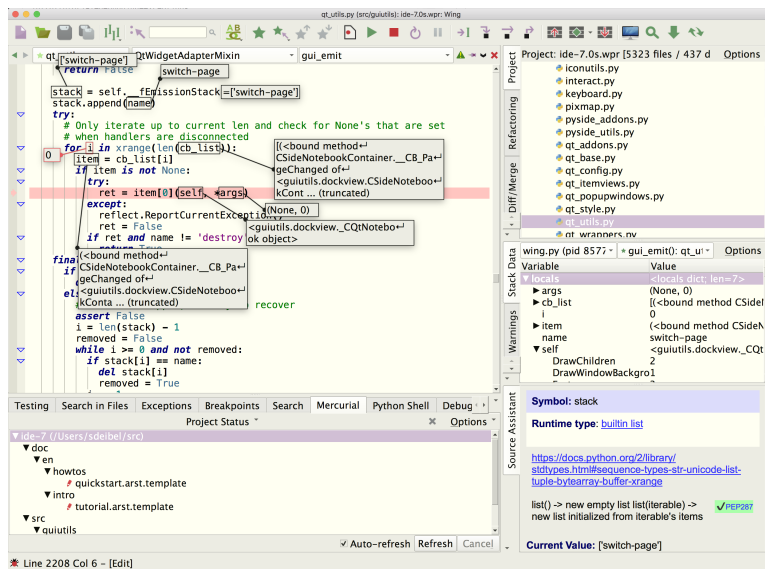 qt_utils.py (src/guiutils): ide-7.0s.wpr: Wing
['switch-page']
QtWidgetAdapterMixin
gui_emit
return False
switch-page
stack = self.__fEmissionStack
=['switch-page']
stack.append(name)
try:
# Only iterate up to current len and check for None's that are set
# when handlers are disconnected
for i in xrange(len(cb_list)):
0
item = cb_list[i]
[(<bound method↵
CSideNotebookContainer.__CB_Pa↵
geChanged of↵
<guiutils.dockview.CSideNoteboo↵
kCont ... (truncated)
if item is not None:
try:
ret = item[0](self, *args)
except:
(None, 0)
reflect.ReportCurrentException()
ret = False
<guiutils.dockview._CQtNotebo↵
ok object>
if ret and name != 'destroy
return True
(<bound method↵
CSideNotebookContainer.__CB_Pa↵
geChanged of↵
<guiutils.dockview.CSideNoteboo↵
kConta ... (truncated)
fina
if
els
to recover
assert False
i = len(stack) - 1
removed = False
while i >= 0 and not removed:
if stack[i] == name:
del stack[i]
removed = True
Testing Search in Files Exceptions Breakpoints Search Mercurial Python Shell Debug
Project Status
Options
ide-7 (/Users/sdeibel/src)
doc
en
howtos
quickstart.arst.template
intro
tutorial.arst.template
src
guiutils
Auto-refresh Refresh Cancel
Line 2208 Col 6 - [Edit]
Project
Refactoring
Diff/Merge
Project: ide-7.0s.wpr [5323 files / 437 d
Options
iconutils.py
interact.py
keyboard.py
pixmap.py
pyside_addons.py
pyside_utils.py
qt_addons.py
qt_base.py
qt_config.py
qt_itemviews.py
qt_popupwindows.py
qt_style.py
qt_utils.py
qt_wrappers.py
Stack Data
Warnings
wing.py (pid 8577
gui_emit(): qt_ut
Options
Variable Value
locals <locals dict; len=7>
args (None, 0)
cb_list [(<bound method CSideN
i 0
item (<bound method CSideN
name switch-page
self <guiutils.dockview._CQt
DrawChildren 2
DrawWindowBackgro 1
Source Assistant
Symbol: stack
Runtime type: builtin list
https://docs.python.org/2/library/
stdtypes.html#sequence-types-str-unicode-list-
tuple-bytearray-buffer-xrange
list() -> new empty list list(iterable) ->
new list initialized from iterable's items
✓PEP287
Current Value: ['switch-page']